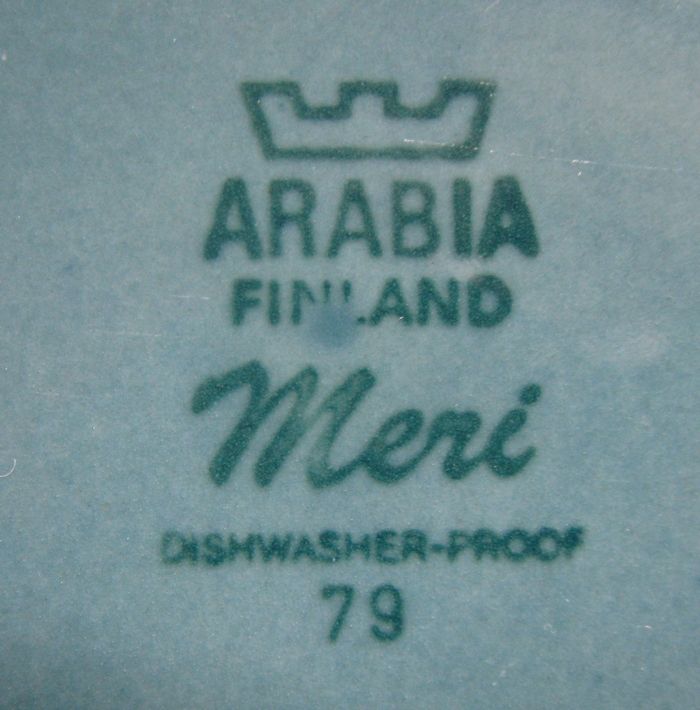 ARABIA
FINLAND
Meri
DISHWASHER-PROOF
79